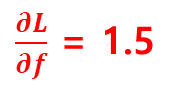 ∂L/∂f = 1.5